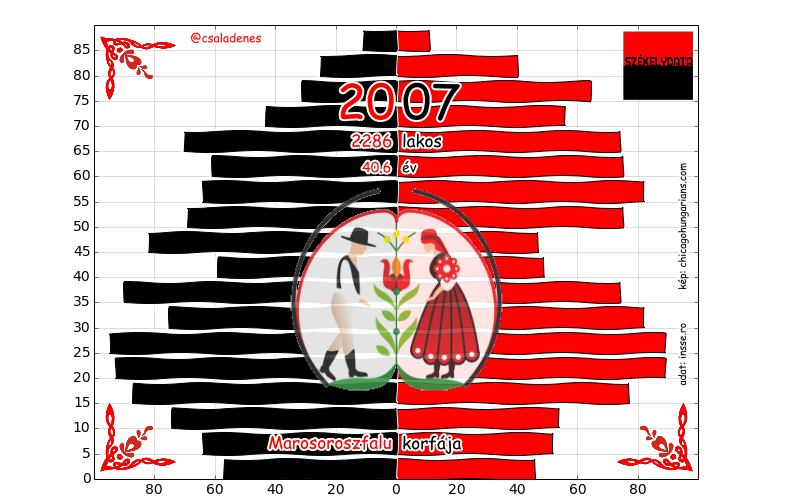 @csaladenes
SZÉKELYDATA
2007
2286 lakos
40.6 év
kép: chicagohungarians.com
adat: insse.ro
Marosoroszfalu korfája
85
80
75
70
65
60
55
50
45
40
35
30
25
20
15
10
5
0
80 60 40 20 0 20 40 60 80